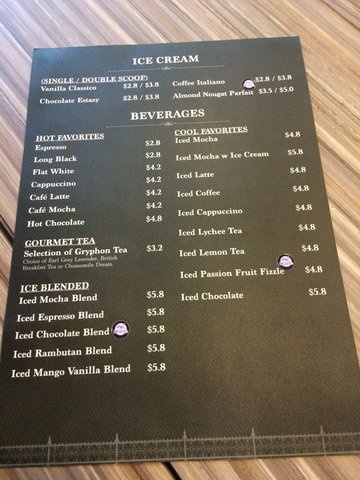 ICE CREAM
(SINGLE / DOUBLE SCOOP)
Vanilla Classico $2.8 / $3.8
Chocolate Estasy $2.8 / $3.8
Coffee Italiano $2.8 / $3.8
Almond Nougat Parfait $3.5 / $5.0
BEVERAGES
HOT FAVORITES
Espresso $2.8
Long Black $2.8
Flat White $4.2
Cappuccino $4.2
Café Latte $4.2
Café Mocha $4.2
Hot Chocolate $4.8
GOURMET TEA
Selection of Gryphon Tea $3.2
Choice of Earl Grey Lavender, British
Breakfast Tea or Chamomile Dream
ICE BLENDED
Iced Mocha Blend $5.8
Iced Espresso Blend $5.8
Iced Chocolate Blend $5.8
Iced Rambutan Blend $5.8
Iced Mango Vanilla Blend $5.8
COOL FAVORITES
Iced Mocha $4.8
Iced Mocha w Ice Cream $5.8
Iced Latte $4.8
Iced Coffee $4.8
Iced Cappuccino $4.8
Iced Lychee Tea $4.8
Iced Lemon Tea $4.8
Iced Passion Fruit Fizzle $4.8
Iced Chocolate $5.8